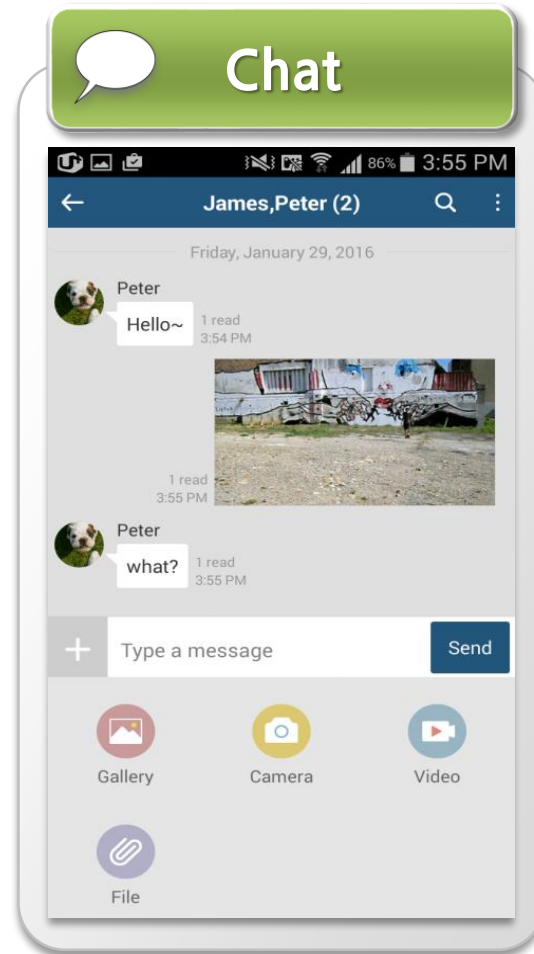 Chat
86% 3:55 PM
James,Peter (2)
Friday, January 29, 2016
Peter
Hello~
1 read
3:54 PM
1 read
3:55 PM
Peter
what?
1 read
3:55 PM
Type a message
Send
Gallery
Camera
Video
File